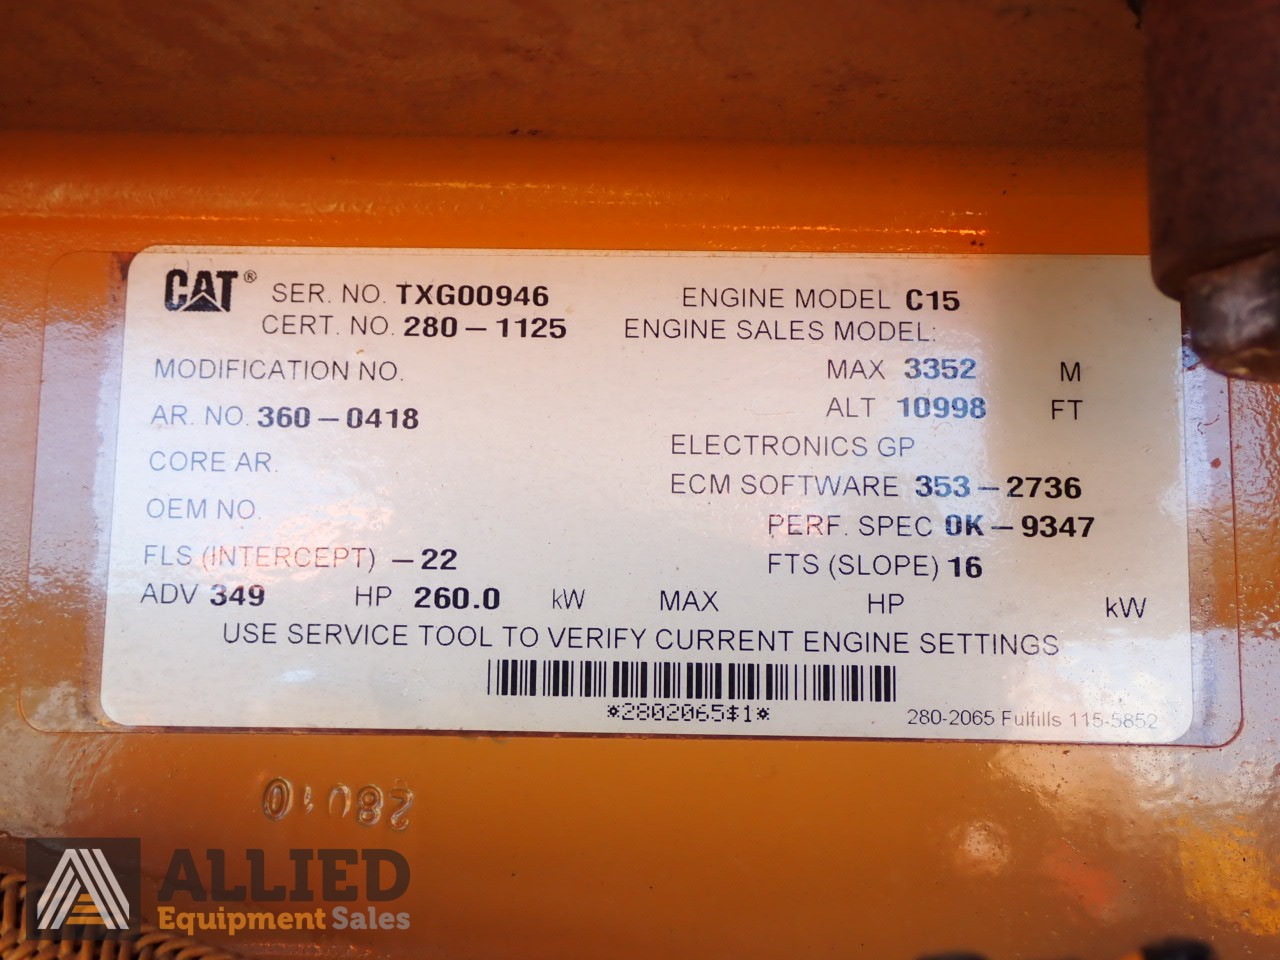 CAT® SER. NO. TXG00946 ENGINE MODEL C15
CERT. NO. 280-1125 ENGINE SALES MODEL:
MODIFICATION NO. MAX 3352 M
AR. NO. 360-0418 ALT 10998 FT
ELECTRONICS GP
CORE AR.
ECM SOFTWARE 353-2736
OEM NO. PERF. SPEC 0K-9347
FLS (INTERCEPT) -22 FTS (SLOPE) 16
ADV 349 HP 260.0 kW MAX HP kW
USE SERVICE TOOL TO VERIFY CURRENT ENGINE SETTINGS
*2802065$1*
280-2065 Fulfills 115-5852
ALLIED
Equipment Sales